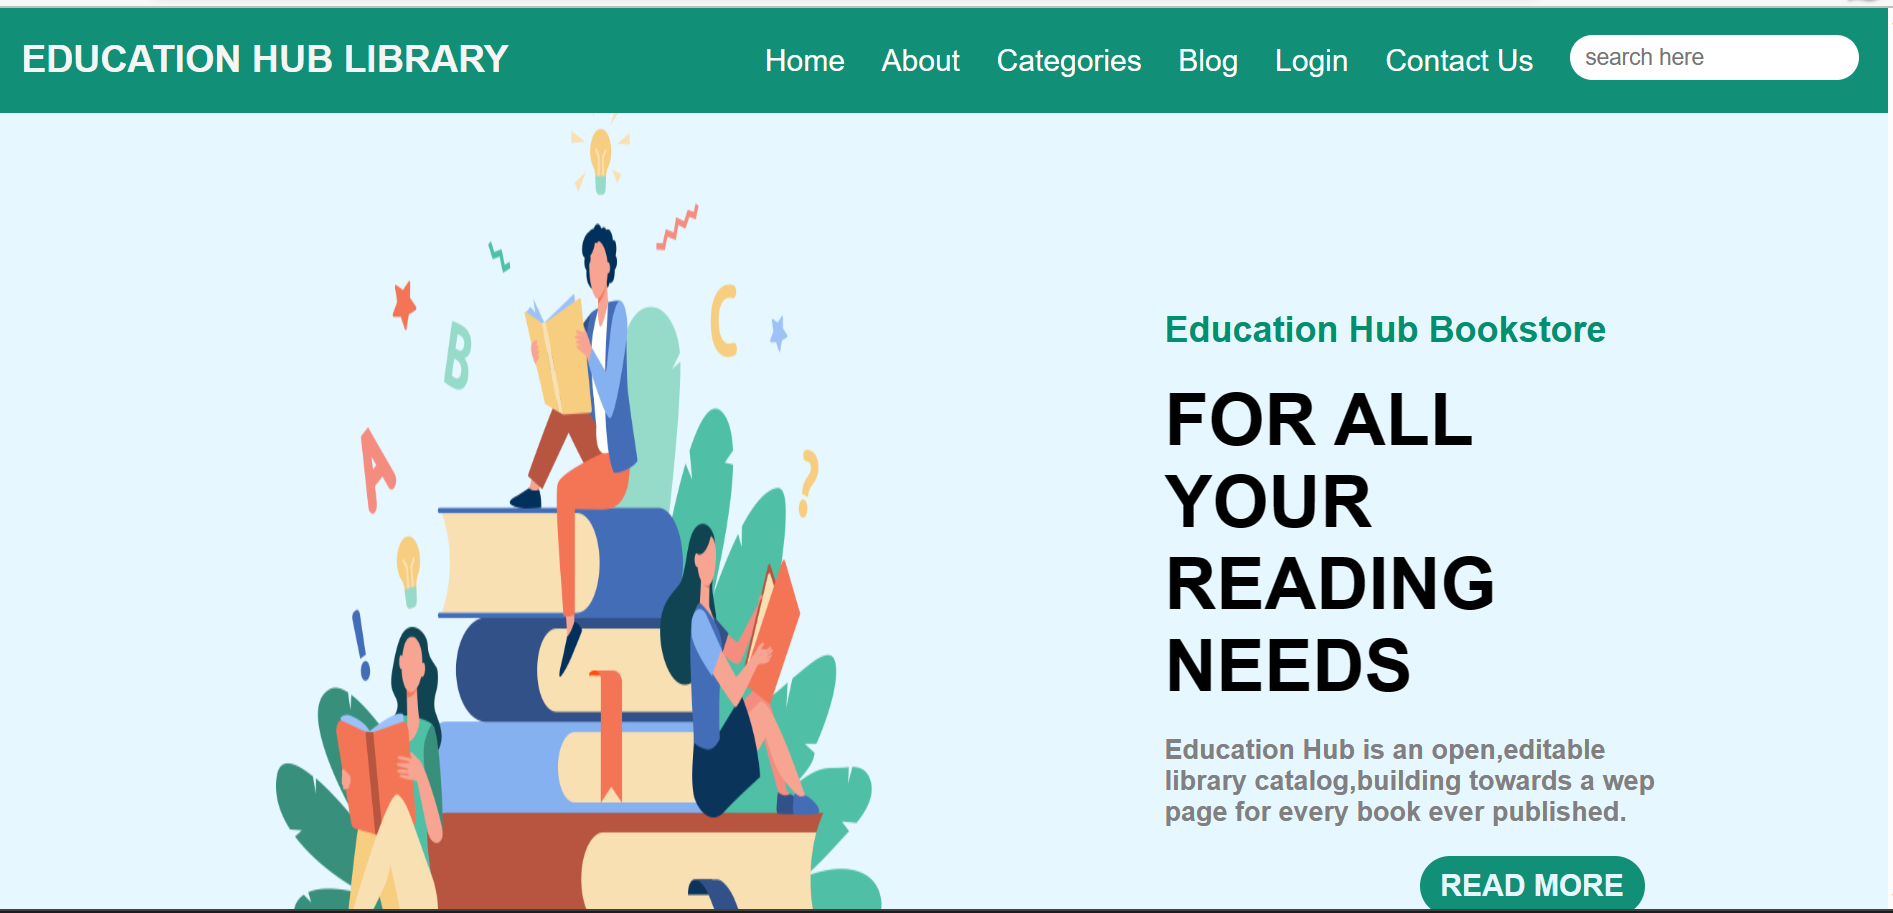 EDUCATION HUB LIBRARY
Home About Categories Blog Login Contact Us search here
C
B
A
?
!
Education Hub Bookstore
FOR ALL
YOUR
READING
NEEDS
Education Hub is an open,editable
library catalog,building towards a wep
page for every book ever published.
READ MORE